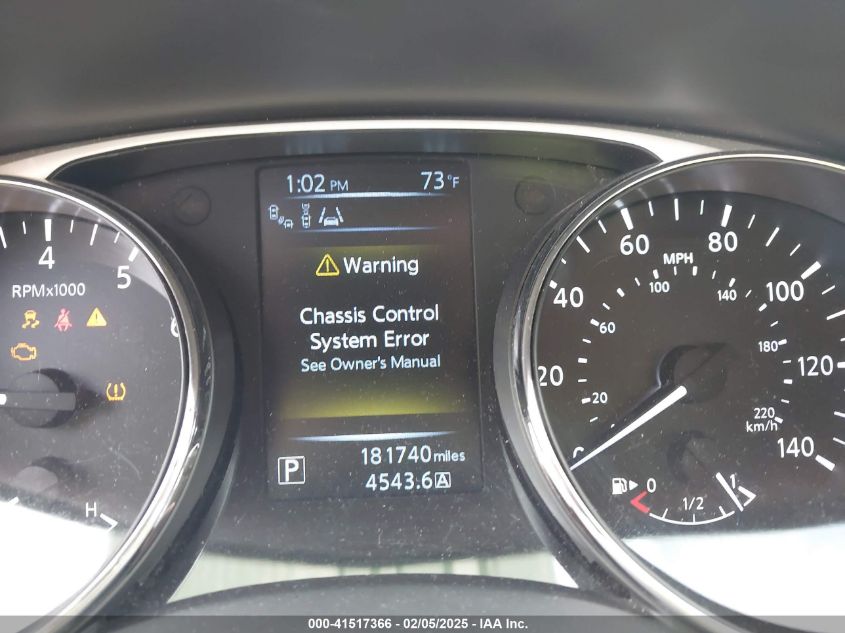 1:02 PM 73°F
Warning
Chassis Control
System Error
See Owner's Manual
P
181740 miles
4543.6 A
4 5 6
RPMx1000
H
20 40 60 80 100 120 140
MPH
20 60 100 140 180 220
km/h
0 1/2 1
000-41517366 - 02/05/2025 - IAA Inc.